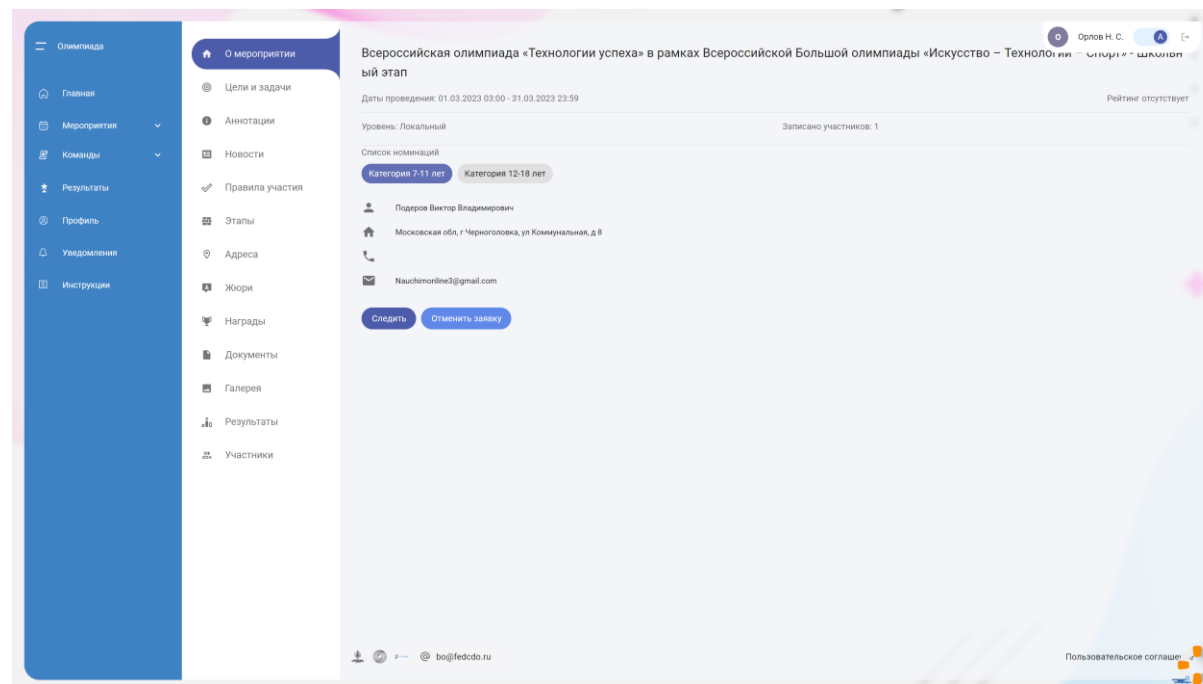 Олимпиада
Главная
Мероприятия
Команды
Результаты
Профиль
Уведомления
Инструкции
О мероприятии
Цели и задачи
Аннотации
Новости
Правила участия
Этапы
Адреса
Жюри
Награды
Документы
Галерея
Результаты
Участники
О Орлов Н. С. A
Всероссийская олимпиада «Технологии успеха» в рамках Всероссийской Большой олимпиады «Искусство – Технологии – Спорт» - Школьн
ый этап
Даты проведения: 01.03.2023 03:00 - 31.03.2023 23:59 Рейтинг отсутствует
Уровень: Локальный Записано участников: 1
Список номинаций
Категория 7-11 лет Категория 12-18 лет
Подеров Виктор Владимирович
Московская обл, г Черноголовка, ул Коммунальная, д 8
Nauchimonline3@gmail.com
Следить Отменить заявку
@ bo@fedcdo.ru Пользовательское соглаше